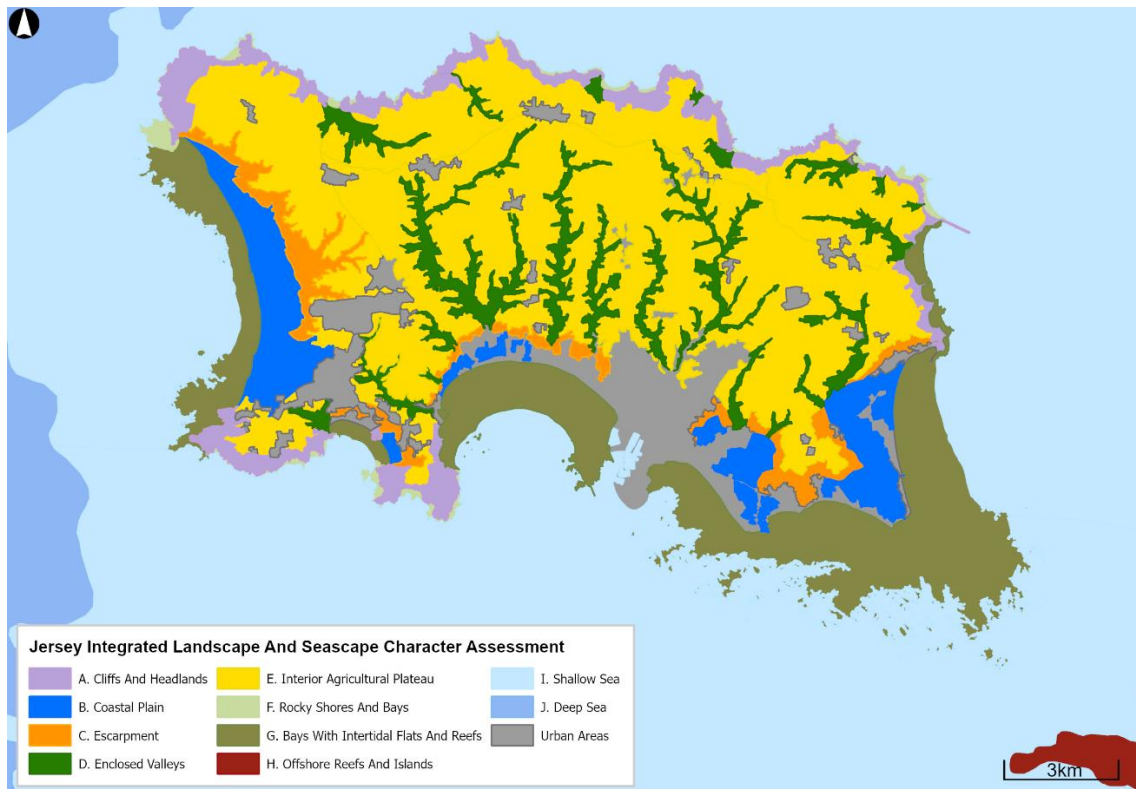 Jersey Integrated Landscape And Seascape Character Assessment
A. Cliffs And Headlands
B. Coastal Plain
C. Escarpment
D. Enclosed Valleys
E. Interior Agricultural Plateau
F. Rocky Shores And Bays
G. Bays With Intertidal Flats And Reefs
H. Offshore Reefs And Islands
I. Shallow Sea
J. Deep Sea
Urban Areas
3km